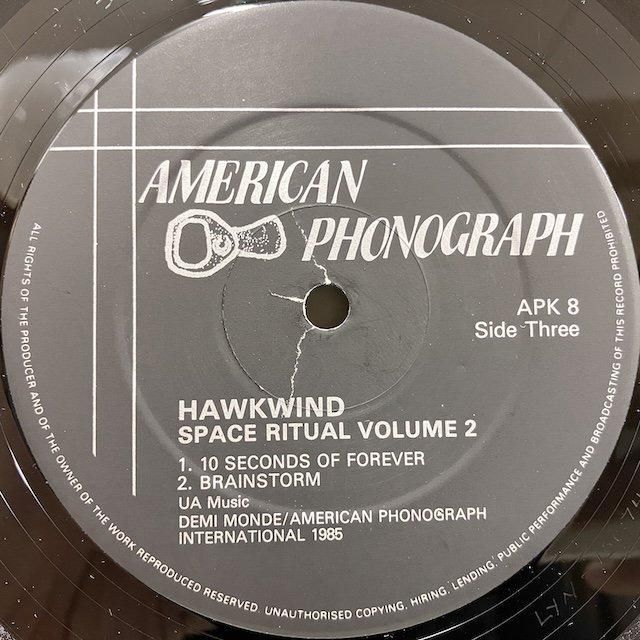 AMERICAN
PHONOGRAPH
APK 8
Side Three
HAWKWIND
SPACE RITUAL VOLUME 2
1. 10 SECONDS OF FOREVER
2. BRAINSTORM
UA Music
DEMI MONDE/AMERICAN PHONOGRAPH
INTERNATIONAL 1985
ALL RIGHTS OF THE PRODUCER AND OF THE OWNER OF THE WORK REPRODUCED RESERVED. UNAUTHORISED COPYING. HIRING. LENDING. PUBLIC PERFORMANCE AND BROADCASTING OF THIS RECORD PROHIBITED